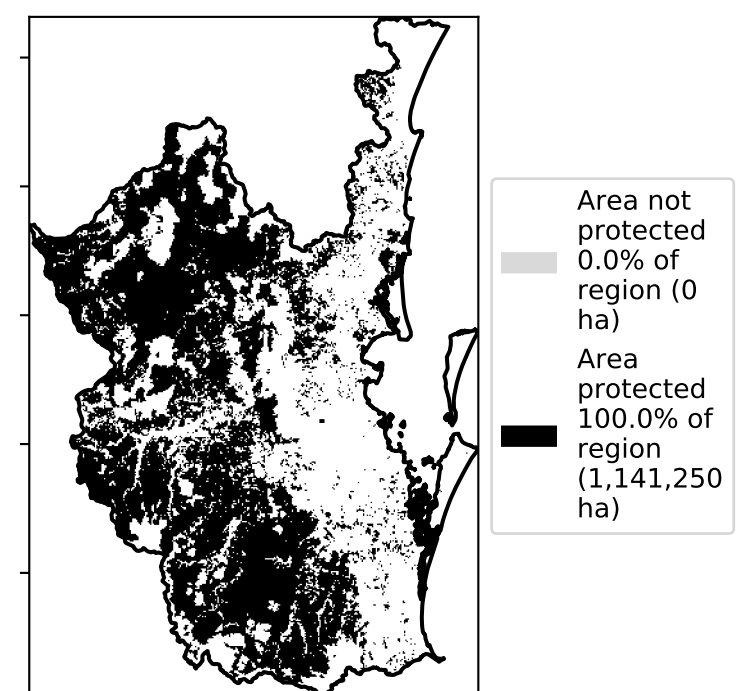 Area not
protected
0.0% of
region (0
ha)
Area
protected
100.0% of
region
(1,141,250
ha)